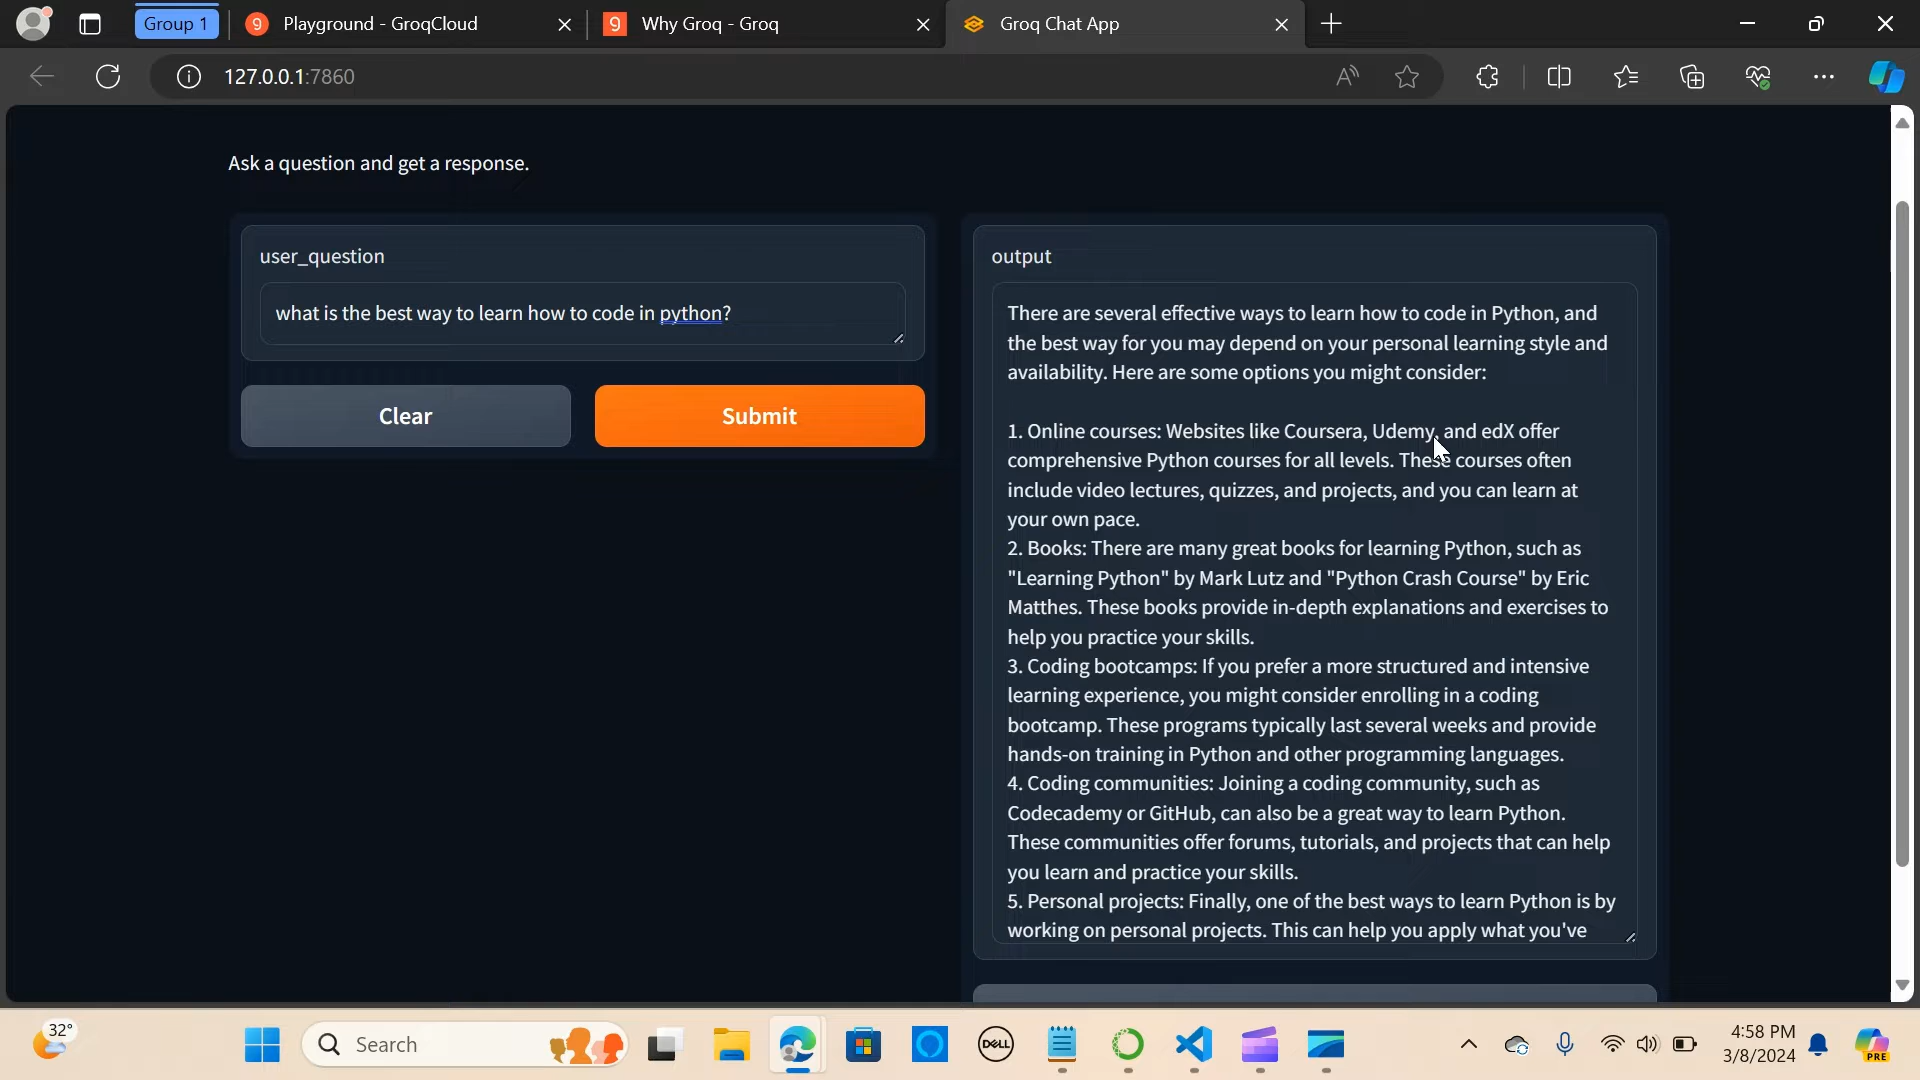 Group 1
Playground - GroqCloud
Why Groq - Groq
Groq Chat App
127.0.0.1:7860
Ask a question and get a response.
user_question
what is the best way to learn how to code in python?
Clear
Submit
output
There are several effective ways to learn how to code in Python, and
the best way for you may depend on your personal learning style and
availability. Here are some options you might consider:
1. Online courses: Websites like Coursera, Udemy, and edX offer
comprehensive Python courses for all levels. These courses often
include video lectures, quizzes, and projects, and you can learn at
your own pace.
2. Books: There are many great books for learning Python, such as
"Learning Python" by Mark Lutz and "Python Crash Course" by Eric
Matthes. These books provide in-depth explanations and exercises to
help you practice your skills.
3. Coding bootcamps: If you prefer a more structured and intensive
learning experience, you might consider enrolling in a coding
bootcamp. These programs typically last several weeks and provide
hands-on training in Python and other programming languages.
4. Coding communities: Joining a coding community, such as
Codecademy or GitHub, can also be a great way to learn Python.
These communities offer forums, tutorials, and projects that can help
you learn and practice your skills.
5. Personal projects: Finally, one of the best ways to learn Python is by
working on personal projects. This can help you apply what you've
32°
Search
DELL
4:58 PM
3/8/2024
PRE